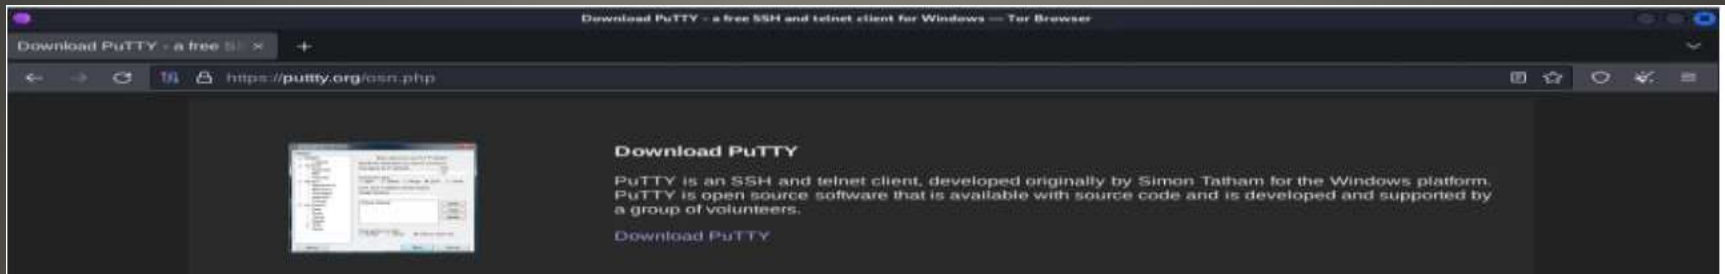 Download PuTTY - a free SSH and telnet client for Windows — Tor Browser
Download PuTTY - a free
https://puttty.org/osn.php
Download PuTTY
PuTTY is an SSH and telnet client, developed originally by Simon Tatham for the Windows platform.
PuTTY is open source software that is available with source code and is developed and supported by
a group of volunteers.
Download PuTTY